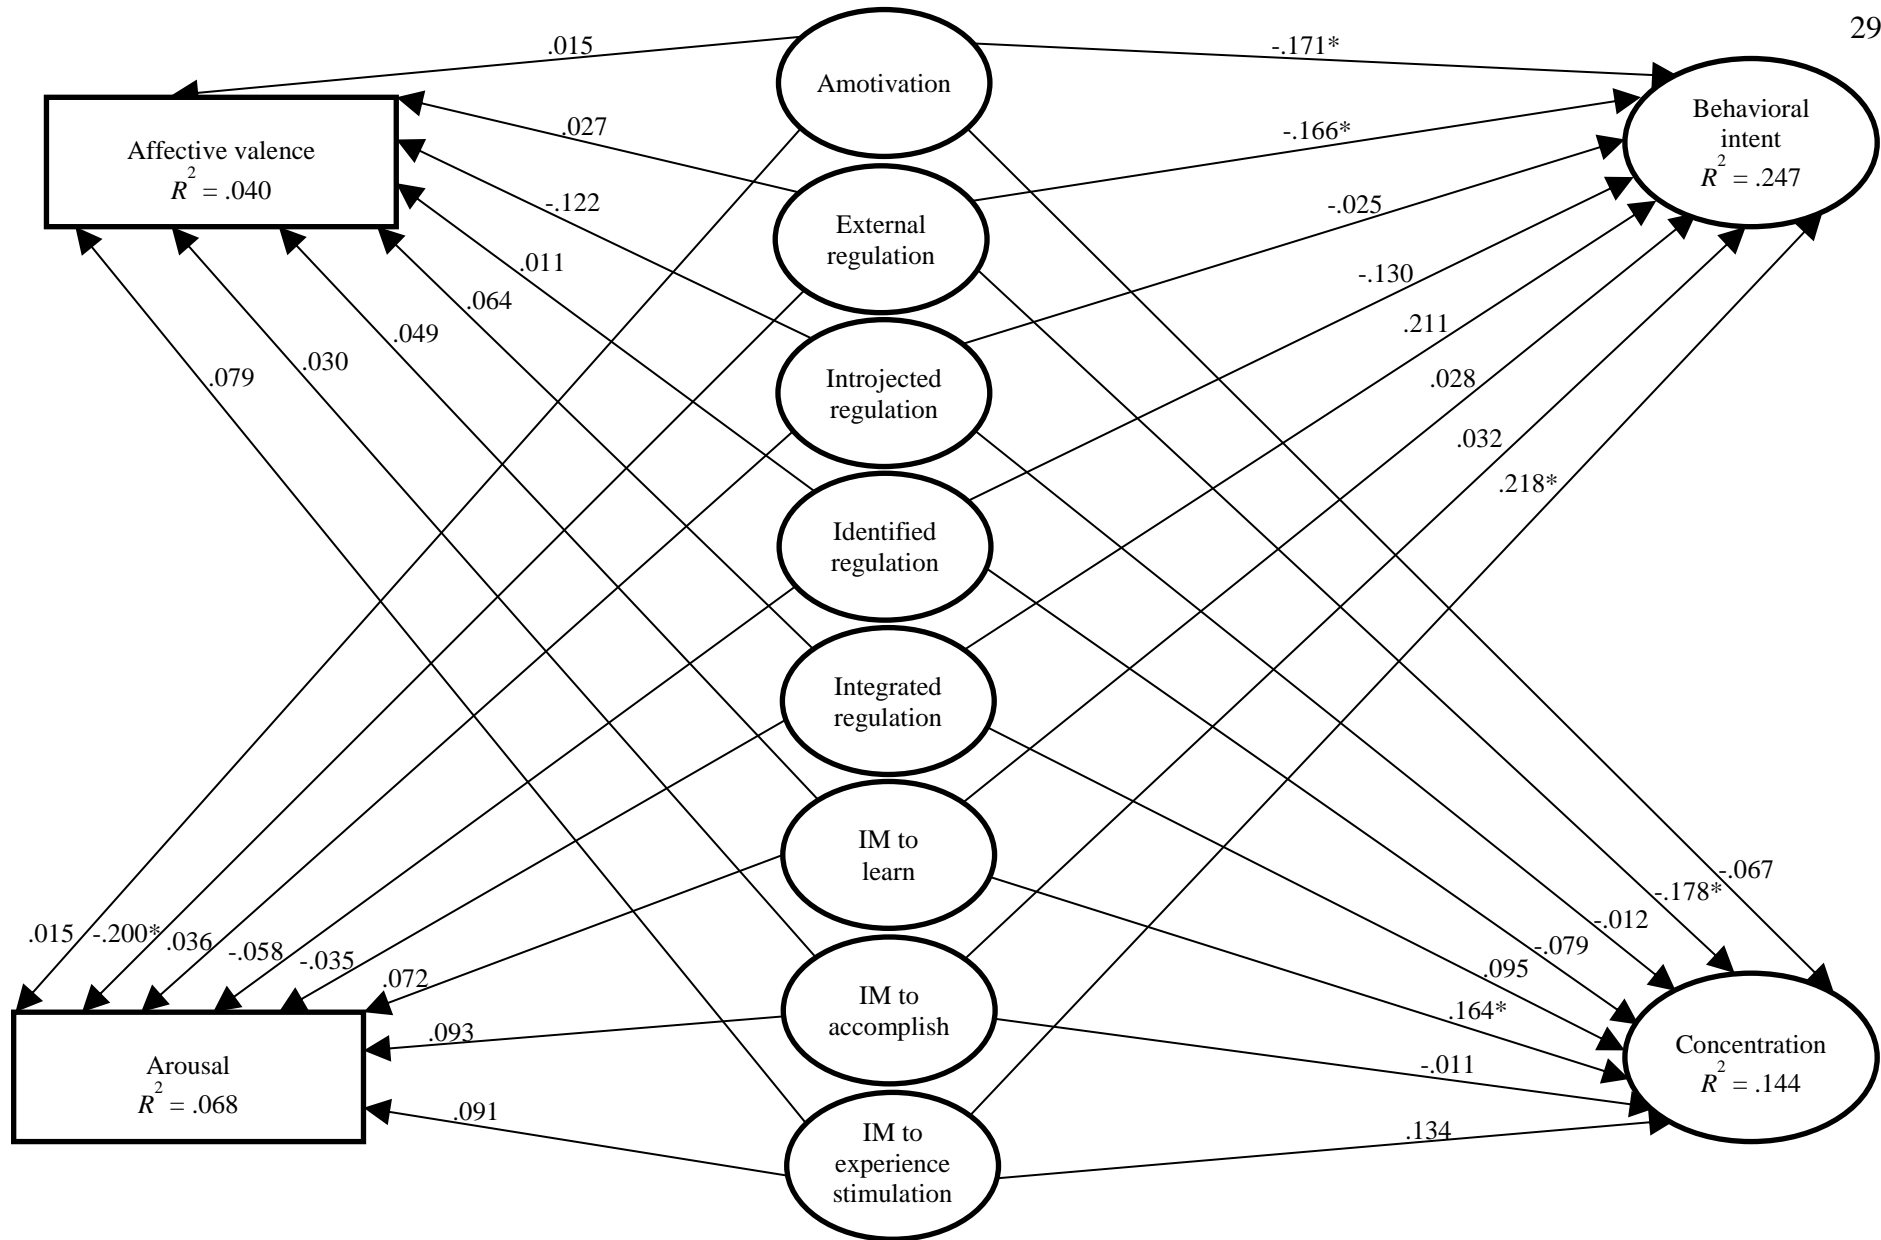 29
.015
-.171*
Amotivation
Behavioral
intent
R² = .247
Affective valence
R² = .040
.027
-.166*
-.122
-.025
External
regulation
.011
-.130
.064
.211
.049
.028
.030
.079
Introjected
regulation
.032
.218*
Identified
regulation
Integrated
regulation
IM to
learn
-.067
-.178*
-.012
-.079
.095
.164*
.015
-.200*
.036
-.058
-.035
.072
IM to
accomplish
.093
-.011
Arousal
R² = .068
Concentration
R² = .144
.091
.134
IM to
experience
stimulation